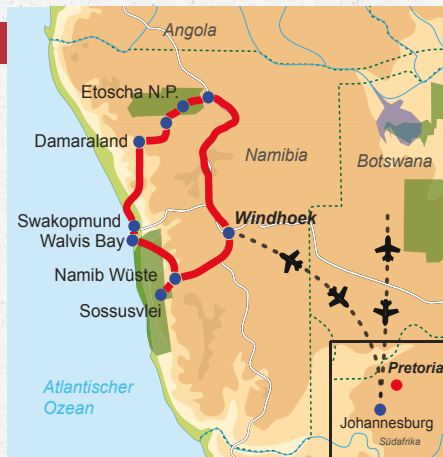 Angola
Etoscha N.P.
Damaraland
Namibia
Botswana
Swakopmund
Windhoek
Walvis Bay
Namib Wüste
Sossusvlei
Atlantischer
Ozean
Pretoria
Johannesburg
Südafrika